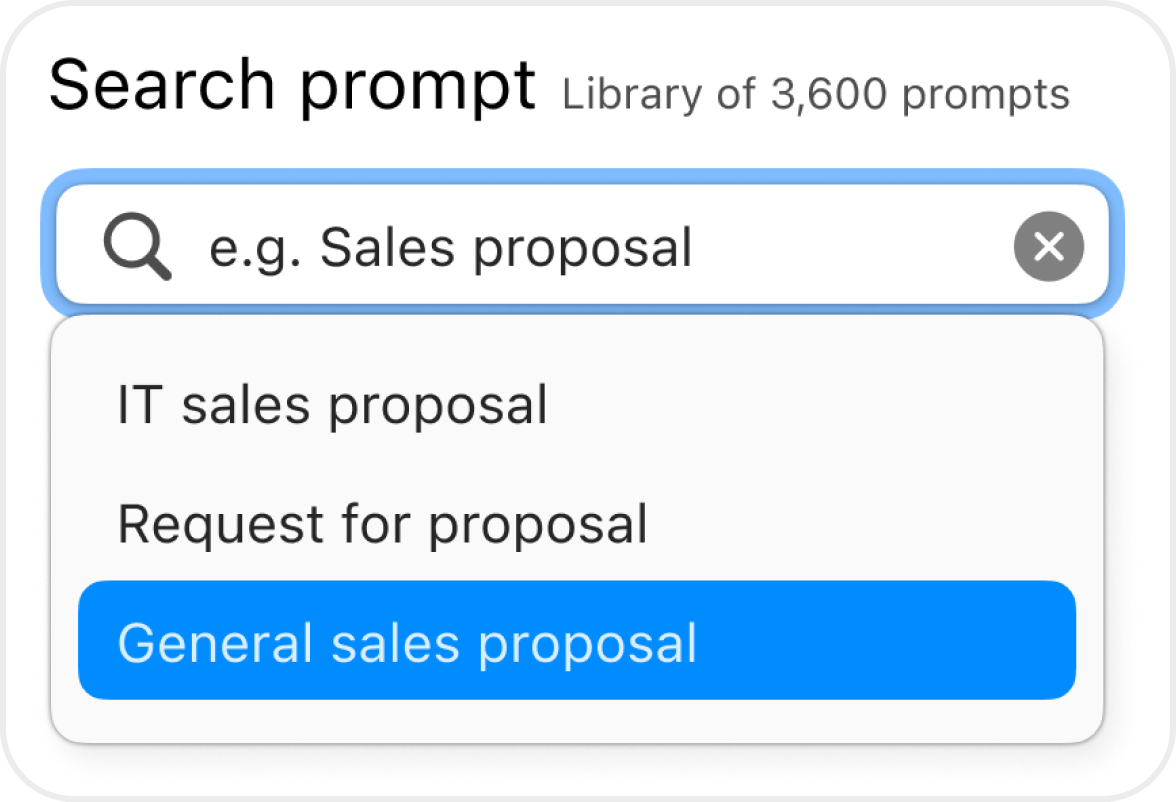 Search prompt Library of 3,600 prompts
e.g. Sales proposal
IT sales proposal
Request for proposal
General sales proposal